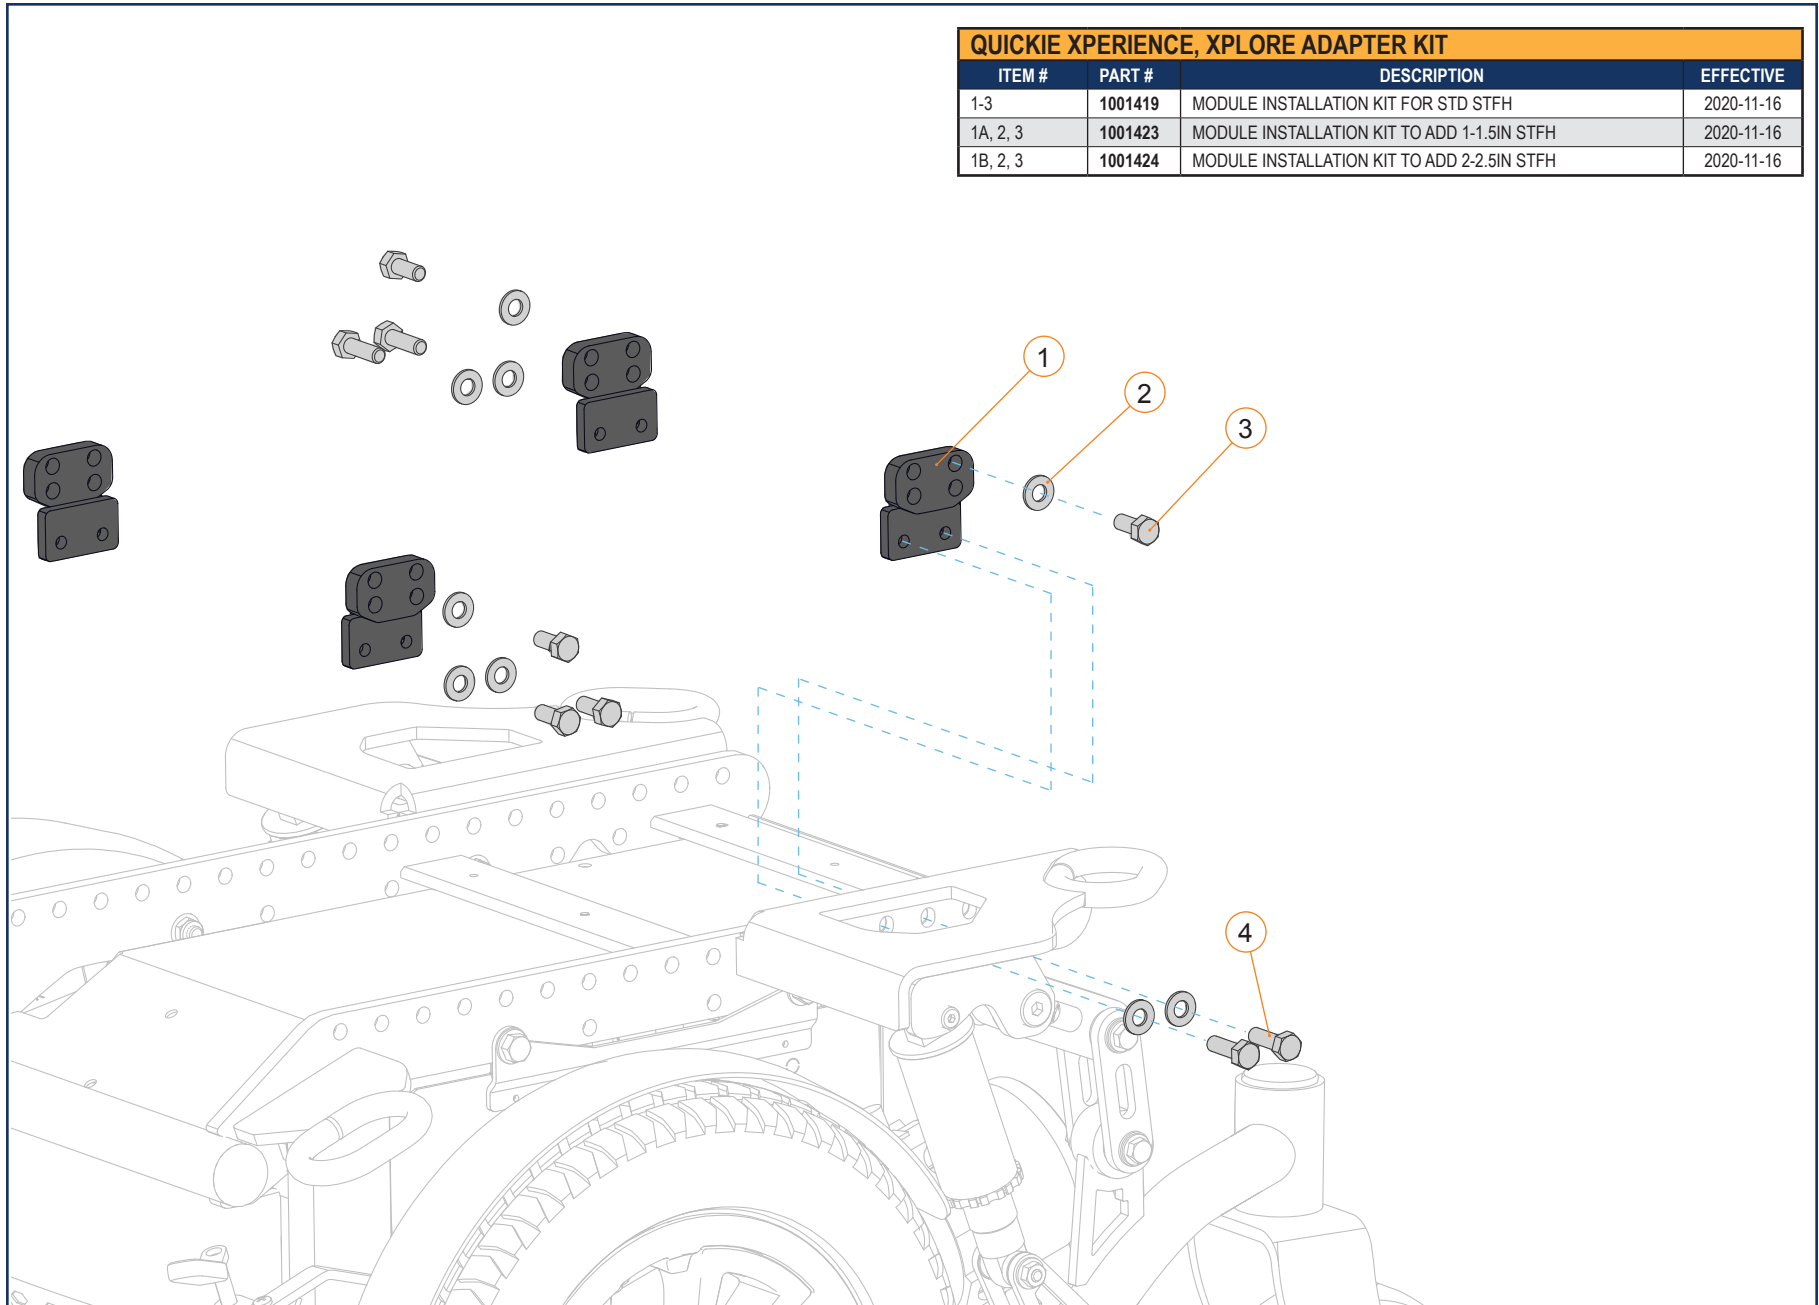 QUICKIE XPERIENCE, XPLORE ADAPTER KIT
ITEM # PART # DESCRIPTION EFFECTIVE
1-3 1001419 MODULE INSTALLATION KIT FOR STD STFH 2020-11-16
1A, 2, 3 1001423 MODULE INSTALLATION KIT TO ADD 1-1.5IN STFH 2020-11-16
1B, 2, 3 1001424 MODULE INSTALLATION KIT TO ADD 2-2.5IN STFH 2020-11-16
1
2
3
4